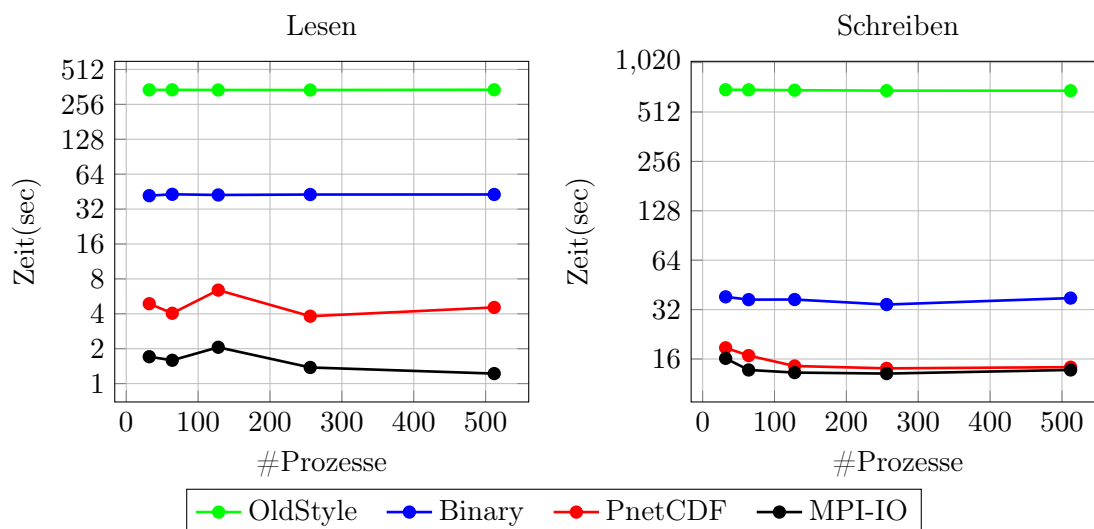 Lesen
Zeit(sec)
512
256
128
64
32
16
8
4
2
1
0 100 200 300 400 500
#Prozesse
Schreiben
Zeit(sec)
1,020
512
256
128
64
32
16
0 100 200 300 400 500
#Prozesse
OldStyle Binary PnetCDF MPI-IO